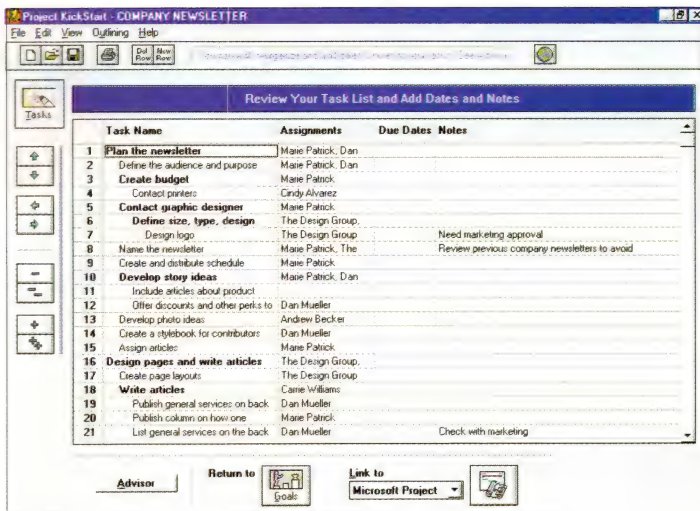 Project KickStart - COMPANY NEWSLETTER
File Edit View Outlining Help
Del Row New Row
Tasks
Review Your Task List and Add Dates and Notes
Task Name Assignments Due Dates Notes
1 Plan the newsletter Marie Patrick, Dan
2 Define the audience and purpose Marie Patrick, Dan
3 Create budget Marie Patrick
4 Contact printers Cindy Alvarez
5 Contact graphic designer Marie Patrick
6 Define size, type, design The Design Group,
7 Design logo The Design Group Need marketing approval
8 Name the newsletter Marie Patrick, The Review previous company newsletters to avoid
9 Create and distribute schedule Marie Patrick
10 Develop story ideas Marie Patrick, Dan
11 Include articles about product
12 Offer discounts and other perks to Dan Mueller
13 Develop photo ideas Andrew Becker
14 Create a stylebook for contributors Dan Mueller
15 Assign articles Marie Patrick
16 Design pages and write articles The Design Group,
17 Create page layouts The Design Group
18 Write articles Carrie Williams
19 Publish general services on back Dan Mueller
20 Publish column on how one Marie Patrick
21 List general services on the back Dan Mueller Check with marketing
Advisor
Return to
Goals
Link to
Microsoft Project